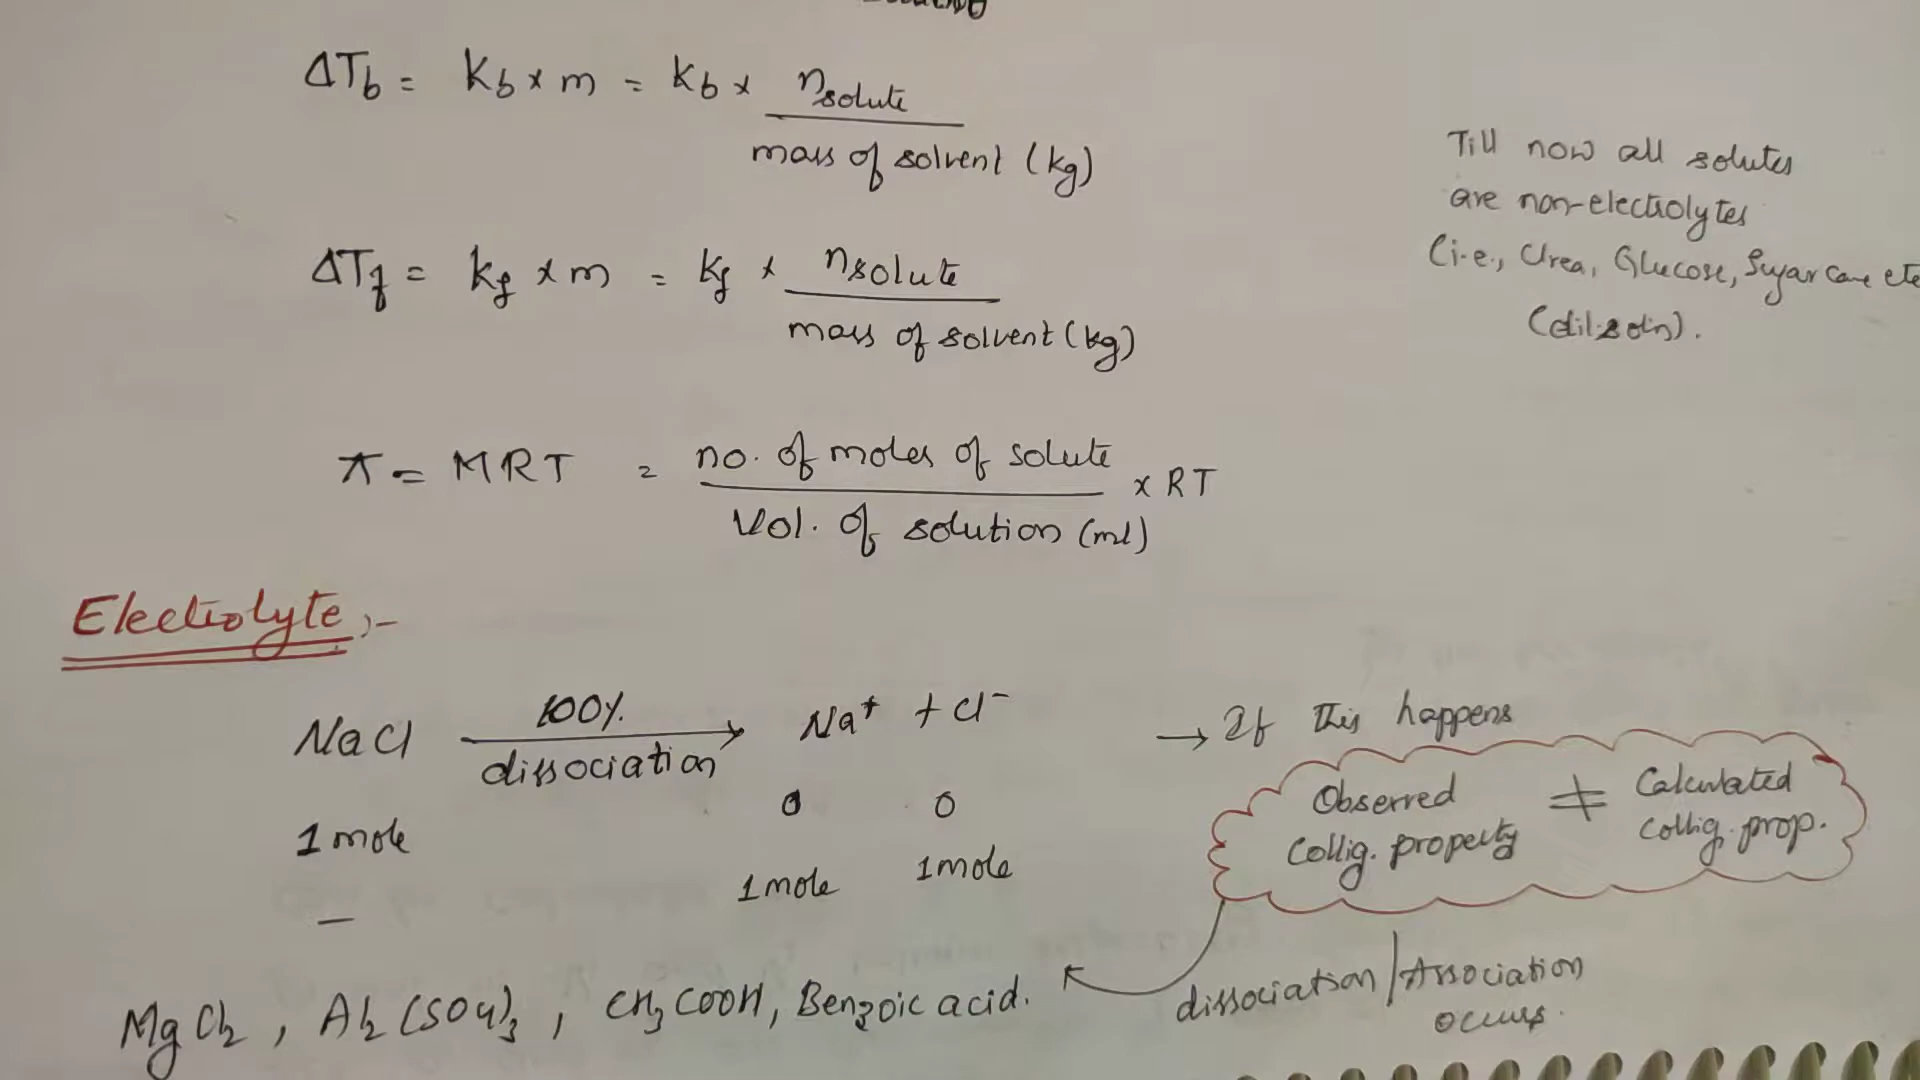 ΔTb = Kb × m = Kb × nsolute / mass of solvent (kg)
Till now all solutes
are non-electrolytes
(i.e., Urea, Glucose, Sugar cane etc
(dil. solns).
ΔTf = Kf × m = Kf × nsolute / mass of solvent (kg)
π = MRT = no. of moles of solute / Vol. of solution (ml) × RT
Electrolyte :-
NaCl 100% dissociation → Na⁺ + Cl⁻
→ If this happens
1 mole 0 0
— 1 mole 1 mole
Observed Collig. property ≠ Calculated Collig. prop.
dissociation / Association
occurs.
MgCl2, Al2(SO4)3, CH3COOH, Benzoic acid.